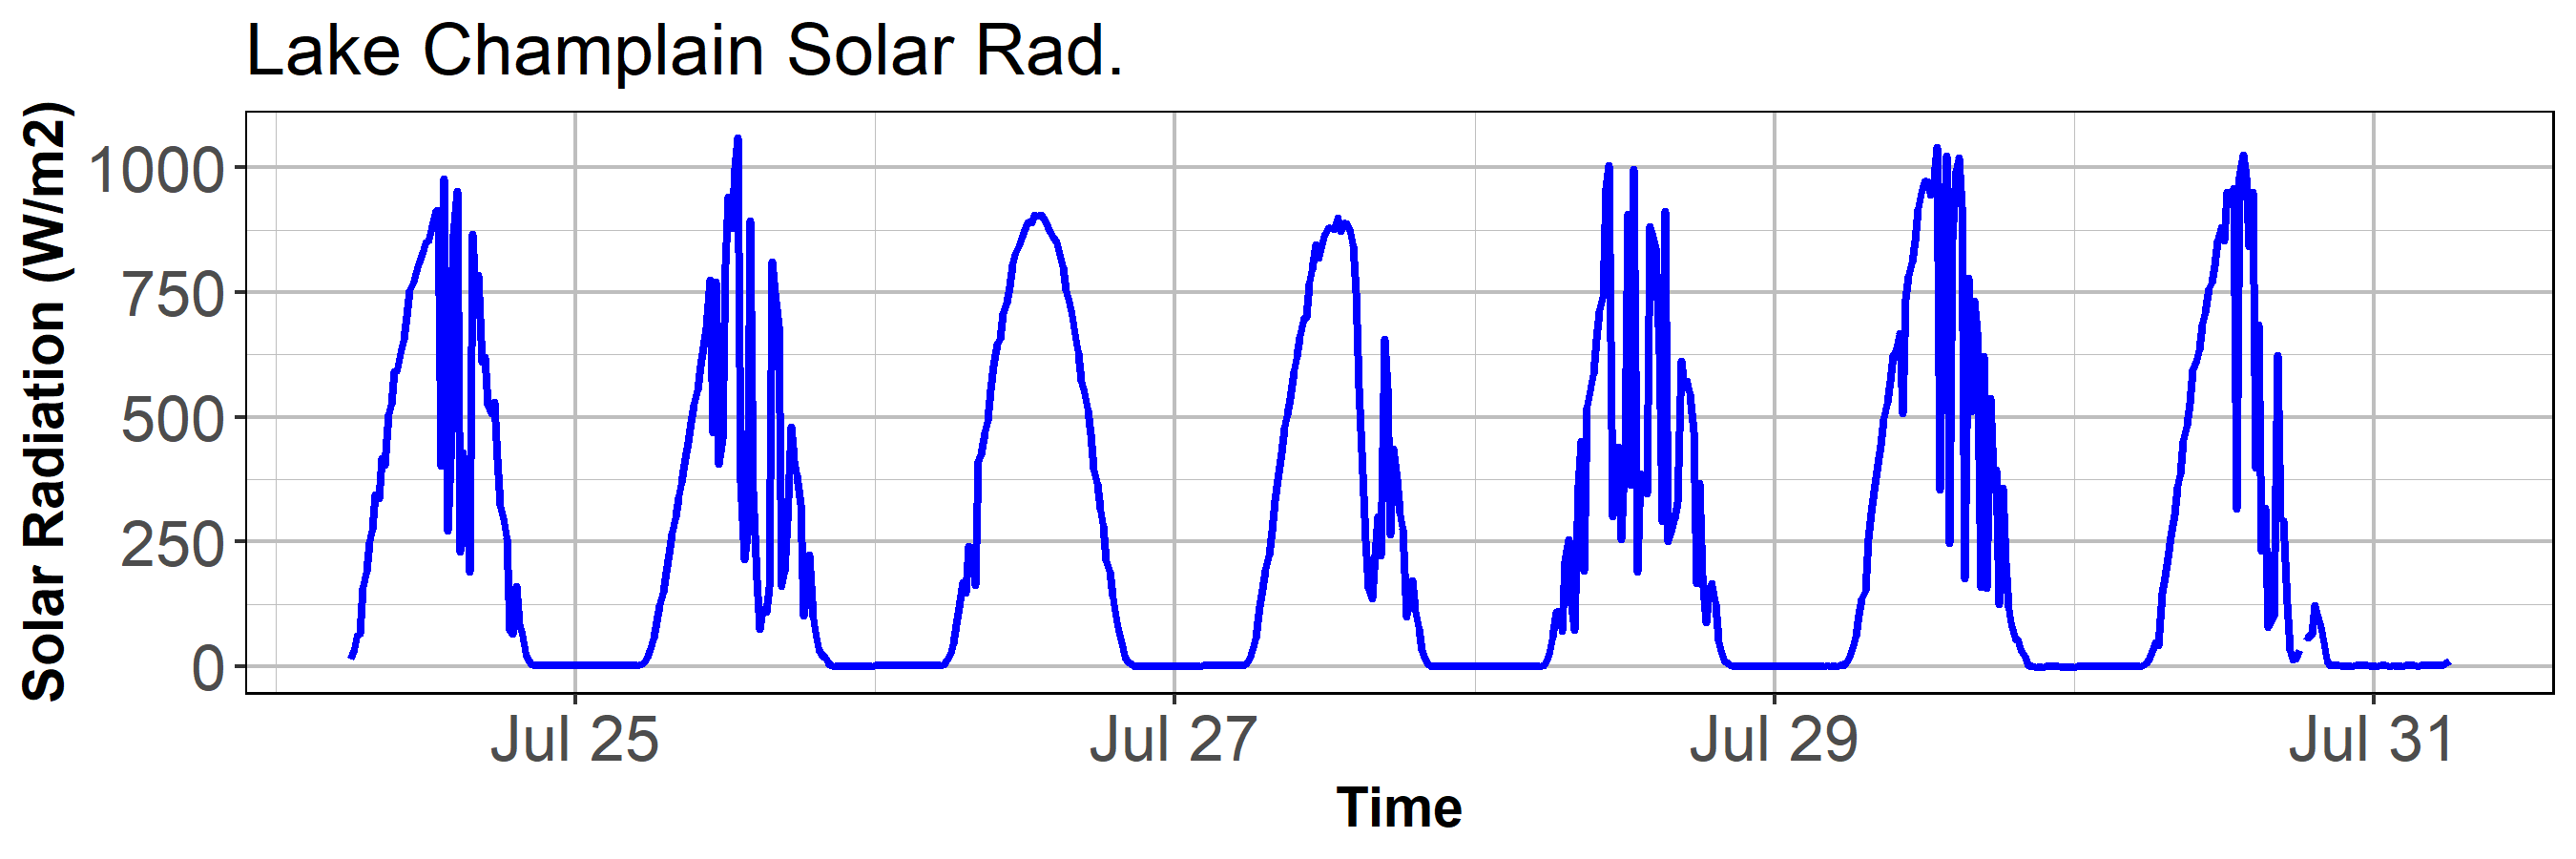 Lake Champlain Solar Rad.
Solar Radiation (W/m2)
1000
750
500
250
0
Jul 25 Jul 27 Jul 29 Jul 31
Time